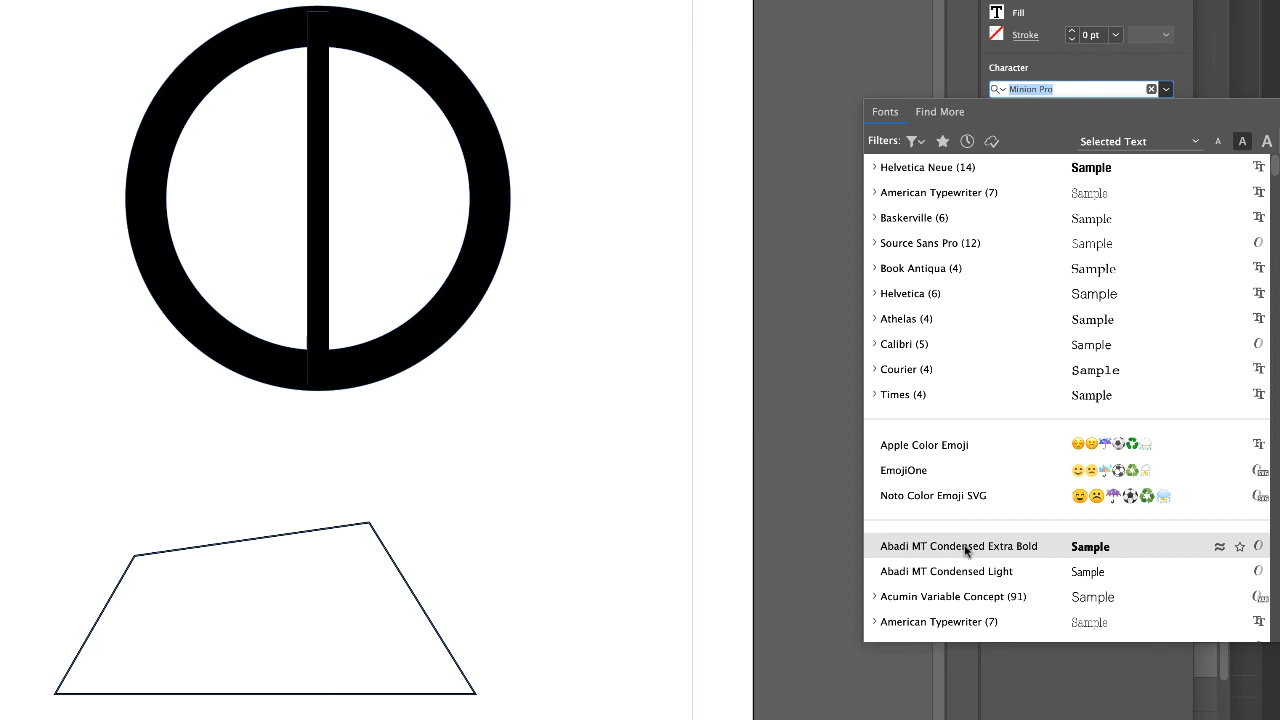 T Fill
Stroke 0 pt
Character
Minion Pro
Fonts Find More
Filters: Selected Text A A A
Helvetica Neue (14) Sample
American Typewriter (7) Sample
Baskerville (6) Sample
Source Sans Pro (12) Sample
Book Antiqua (4) Sample
Helvetica (6) Sample
Athelas (4) Sample
Calibri (5) Sample
Courier (4) Sample
Times (4) Sample
Apple Color Emoji
EmojiOne
Noto Color Emoji SVG
Abadi MT Condensed Extra Bold Sample
Abadi MT Condensed Light Sample
Acumin Variable Concept (91) Sample
American Typewriter (7) Sample